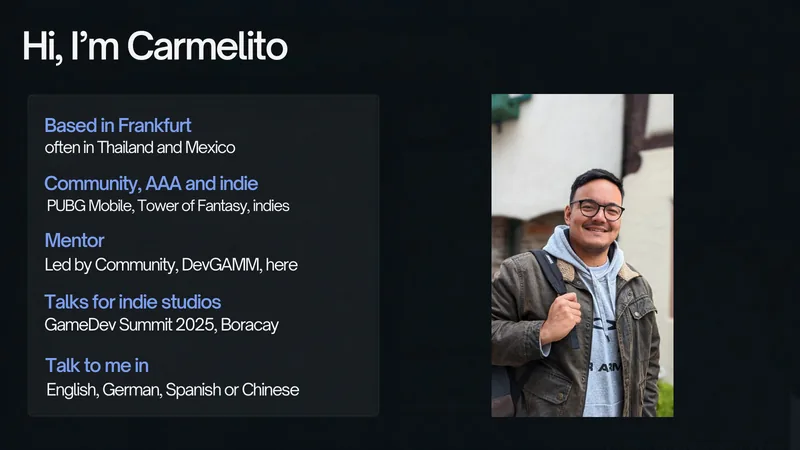 Hi, I'm Carmelito
Based in Frankfurt
often in Thailand and Mexico
Community, AAA and indie
PUBG Mobile, Tower of Fantasy, indies
Mentor
Led by Community, DevGAMM, here
Talks for indie studios
GameDev Summit 2025, Boracay
Talk to me in
English, German, Spanish or Chinese